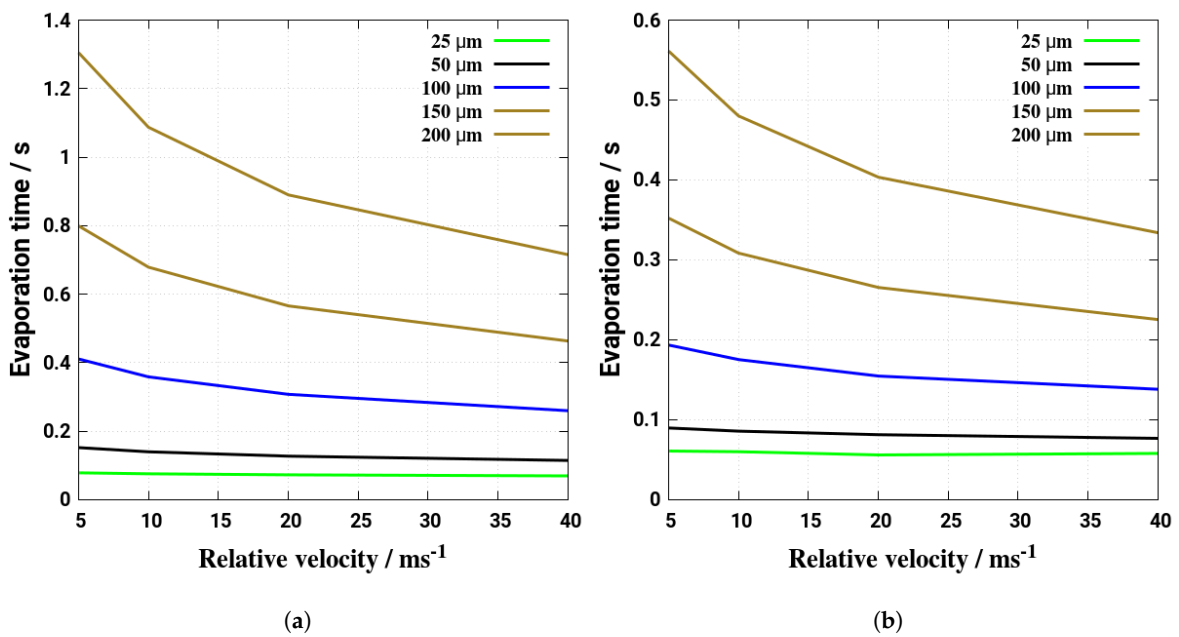 (a)
Evaporation time / s
1.4
1.2
1
0.8
0.6
0.4
0.2
0
5 10 15 20 25 30 35 40
Relative velocity / ms⁻¹
25 μm
50 μm
100 μm
150 μm
200 μm
(b)
Evaporation time / s
0.6
0.5
0.4
0.3
0.2
0.1
0
5 10 15 20 25 30 35 40
Relative velocity / ms⁻¹
25 μm
50 μm
100 μm
150 μm
200 μm
(a)
(b)